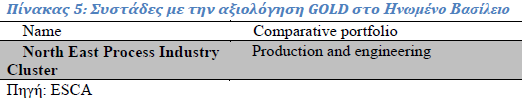 Πίνακας 5: Συστάδες με την αξιολόγηση GOLD στο Ηνωμένο Βασίλειο
Name Comparative portfolio
North East Process Industry Production and engineering
Cluster
Πηγή: ESCA